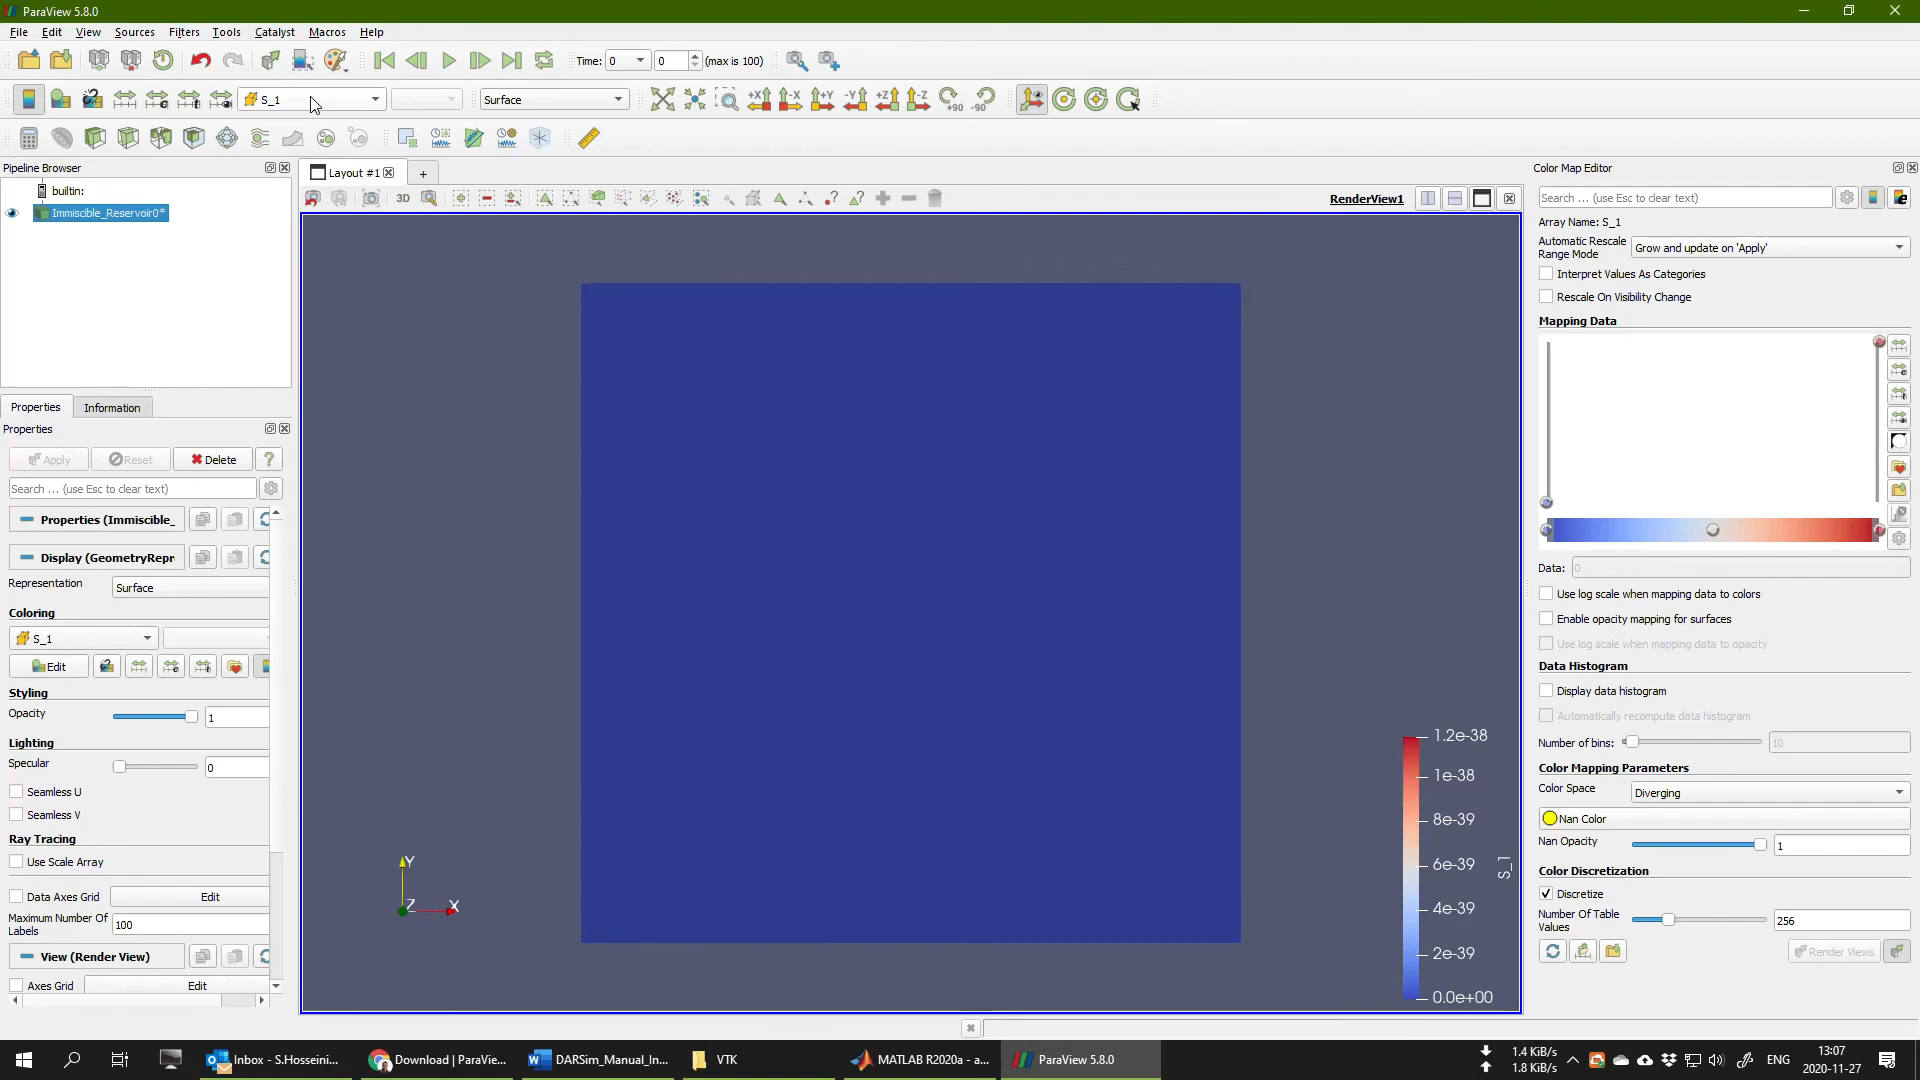 ParaView 5.8.0
File Edit View Sources Filters Tools Catalyst Macros Help
Time: 0 0 (max is 100)
S_1 Surface +X -X +Y -Y +Z -Z +90 -90
Pipeline Browser
builtin:
Immiscible_Reservoir0*
Properties Information
Properties
Apply Reset Delete ?
Search ... (use Esc to clear text)
Properties (Immiscible_
Display (GeometryRepr
Representation Surface
Coloring
S_1
Edit
Styling
Opacity 1
Lighting
Specular 0
Seamless U
Seamless V
Ray Tracing
Use Scale Array
Data Axes Grid Edit
Maximum Number Of Labels 100
View (Render View)
Axes Grid Edit
Layout #1 +
3D RenderView1
Y
Z X
1.2e-38
1e-38
8e-39
6e-39
4e-39
2e-39
0.0e+00
S_1
Color Map Editor
Search ... (use Esc to clear text)
Array Name: S_1
Automatic Rescale Range Mode Grow and update on 'Apply'
Interpret Values As Categories
Rescale On Visibility Change
Mapping Data
Data: 0
Use log scale when mapping data to colors
Enable opacity mapping for surfaces
Use log scale when mapping data to opacity
Data Histogram
Display data histogram
Automatically recompute data histogram
Number of bins: 10
Color Mapping Parameters
Color Space Diverging
Nan Color
Nan Opacity 1
Color Discretization
Discretize
Number Of Table Values 256
Render Views
Inbox - S.Hosseini...
Download | ParaVie...
DARSim_Manual_In...
VTK
MATLAB R2020a - a...
ParaView 5.8.0
1.4 KiB/s
1.8 KiB/s
ENG
13:07
2020-11-27